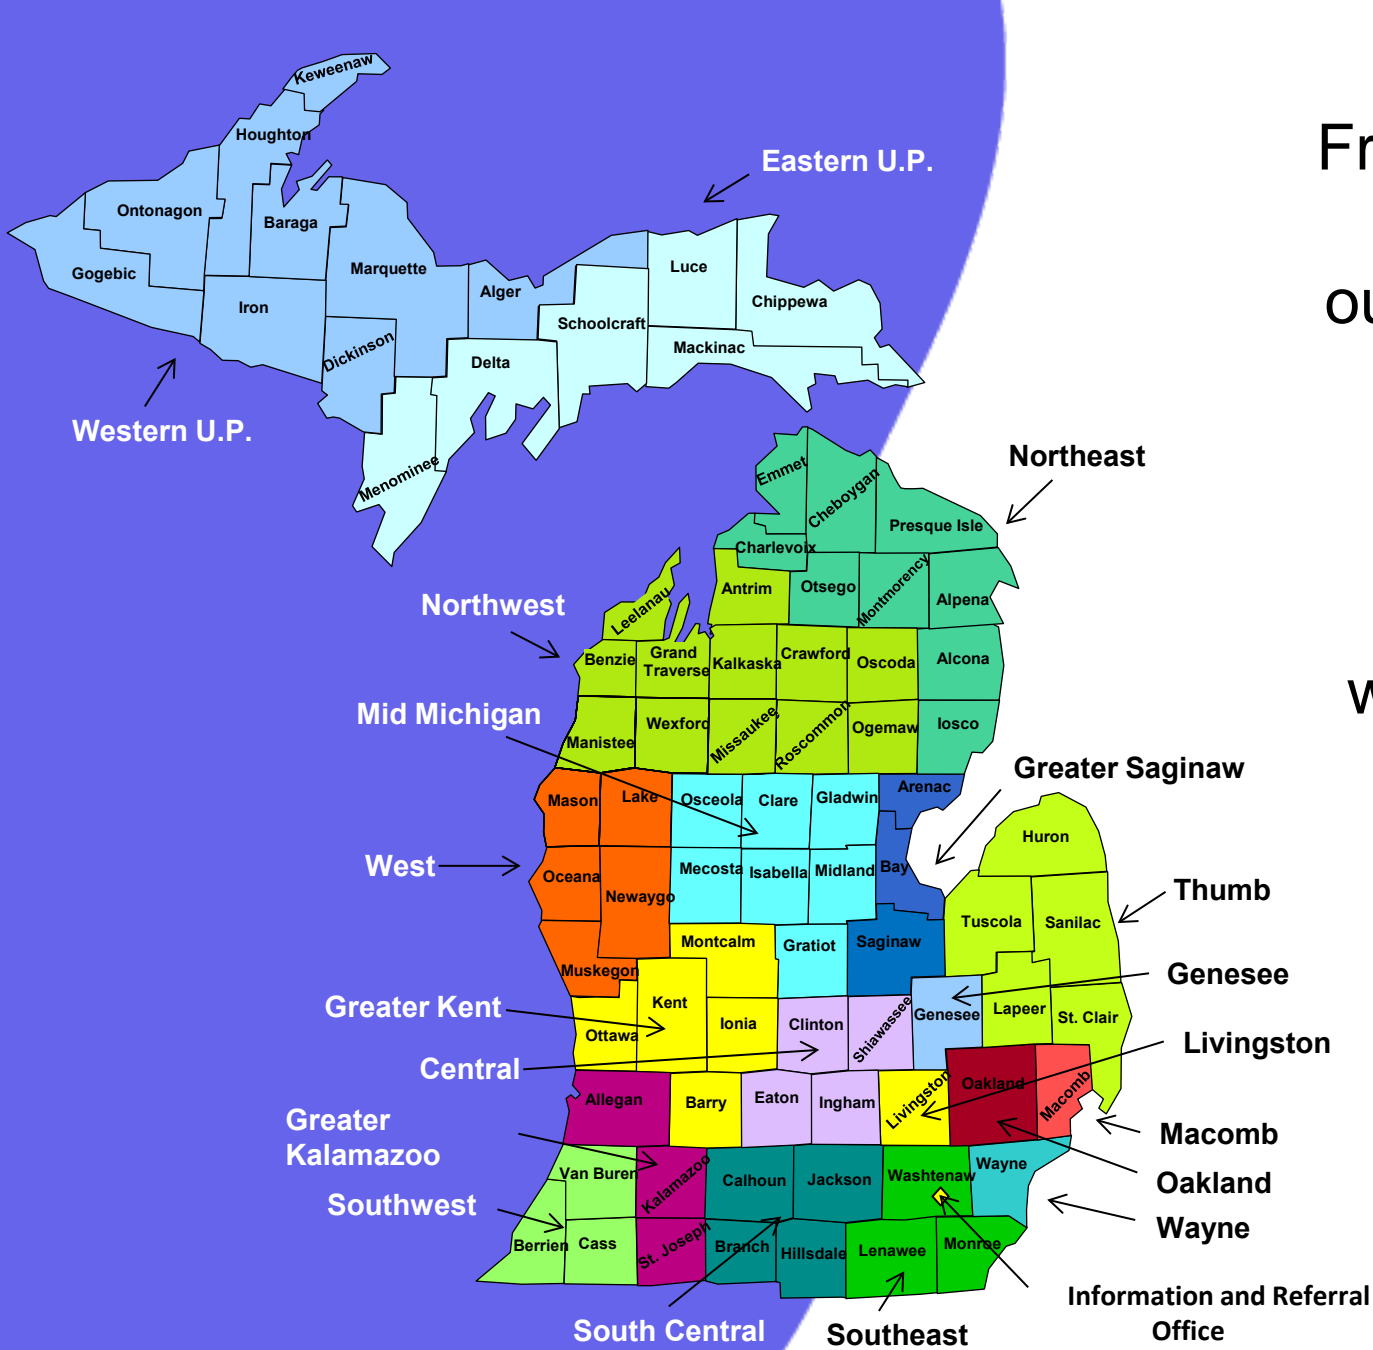 Keweenaw
Fr
Houghton
Eastern U.P.
Ontonagon
Baraga
Gogebic
Marquette
Luce
Iron
Alger
Chippewa
ou
Schoolcraft
Dickinson
Delta
Mackinac
Western U.P.
Menominee
Northeast
Emmet
Cheboygan
Presque Isle
Charlevoix
Antrim
Otsego
Montmorency
Alpena
Northwest
Leelanau
Benzie
Grand
Traverse
Kalkaska
Crawford
Oscoda
Alcona
w
Mid Michigan
Manistee
Wexford
Missaukee
Roscommon
Ogemaw
Iosco
Greater Saginaw
Mason
Lake
Osceola
Clare
Gladwin
Arenac
Huron
West
Oceana
Newaygo
Mecosta
Isabella
Midland
Bay
Thumb
Tuscola
Sanilac
Montcalm
Gratiot
Saginaw
Muskegon
Genesee
Greater Kent
Kent
Ottawa
Ionia
Clinton
Shiawassee
Genesee
Lapeer
St. Clair
Livingston
Central
Allegan
Barry
Eaton
Ingham
Livingston
Oakland
Macomb
Greater
Kalamazoo
Macomb
Van Buren
Kalamazoo
Calhoun
Jackson
Washtenaw
Wayne
Oakland
Southwest
Wayne
Berrien
Cass
St. Joseph
Branch
Hillsdale
Lenawee
Monroe
Information and Referral
Office
South Central
Southeast